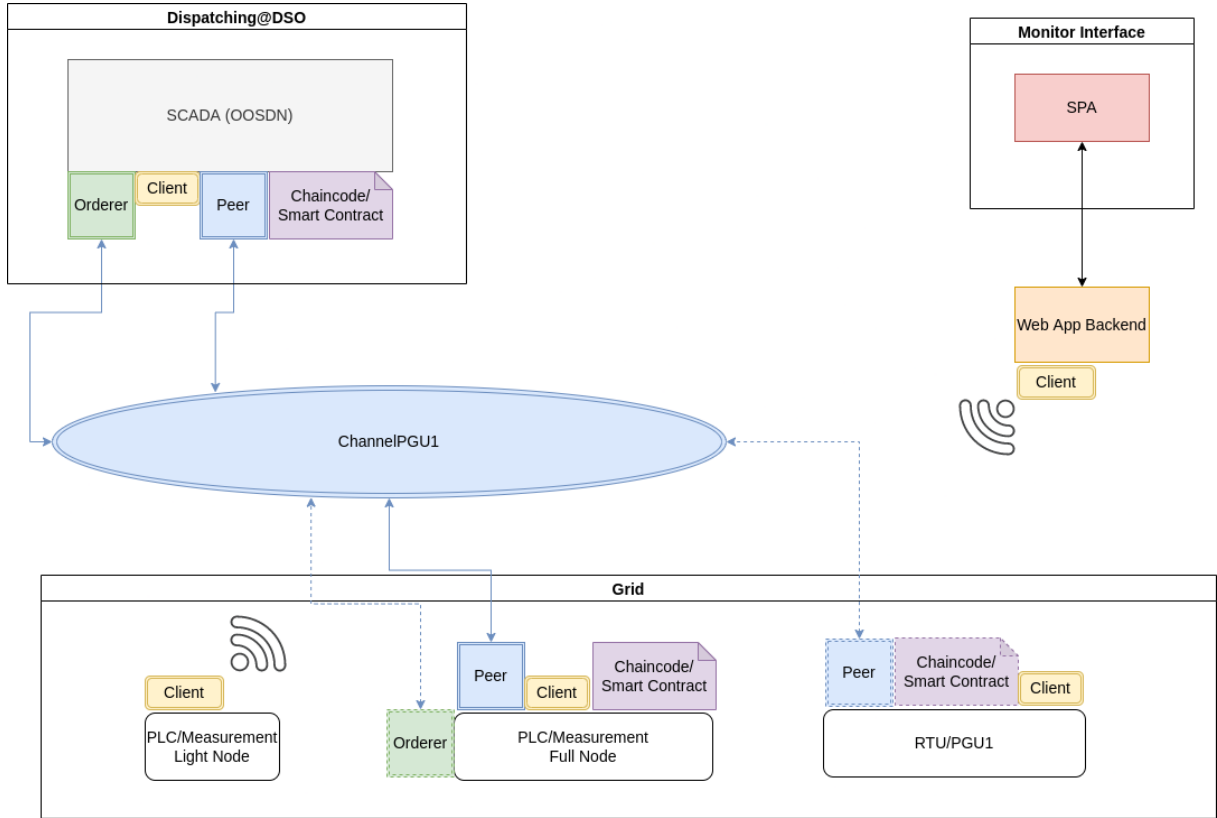 Dispatching@DSO
SCADA (OOSDN)
Orderer
Client
Peer
Chaincode/
Smart Contract
Monitor Interface
SPA
Web App Backend
Client
ChannelPGU1
Grid
Client
PLC/Measurement
Light Node
Orderer
Peer
Client
Chaincode/
Smart Contract
PLC/Measurement
Full Node
Peer
Chaincode/
Smart Contract
Client
RTU/PGU1